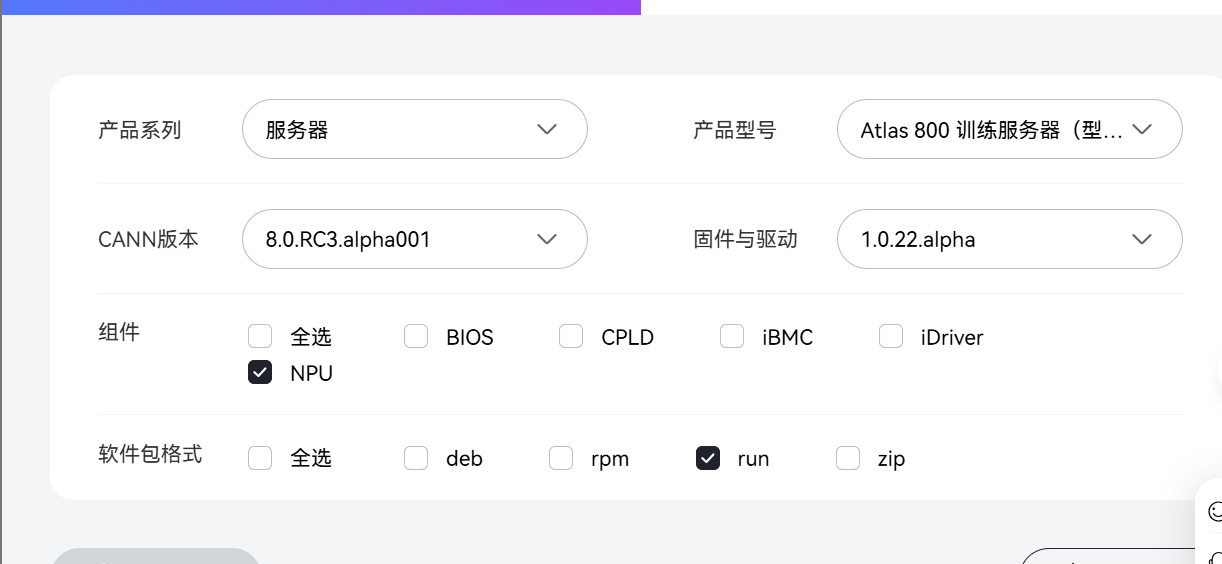 产品系列 服务器 产品型号 Atlas 800 训练服务器（型...
CANN版本 8.0.RC3.alpha001 固件与驱动 1.0.22.alpha
组件 全选 BIOS CPLD iBMC iDriver
NPU
软件包格式 全选 deb rpm run zip